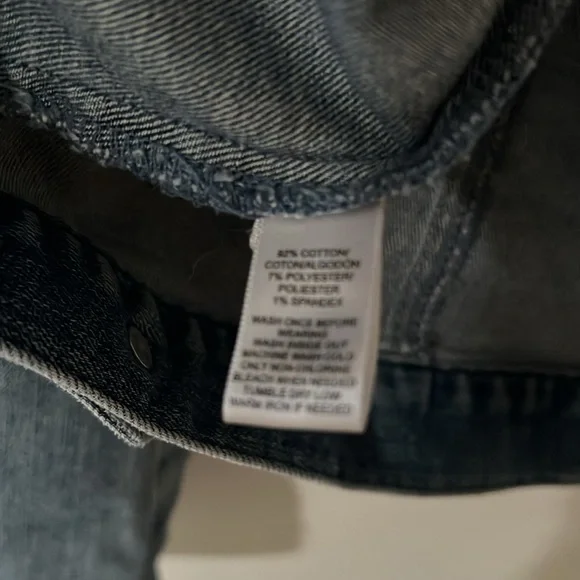 92% COTTON/
COTON/ALGODÓN
7% POLYESTER/
POLIESTER
1% SPANDEX
WASH ONCE BEFORE
WEARING
WASH INSIDE OUT
MACHINE WASH COLD
ONLY NON-CHLORINE
BLEACH WHEN NEEDED
TUMBLE DRY LOW
WARM IRON IF NEEDED